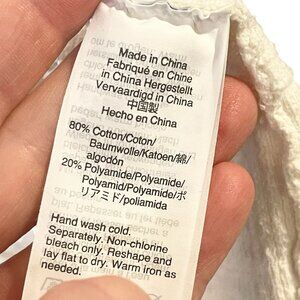 Made in China
Fabriqué en Chine
in China Hergestellt
Vervaardigd in China
中国製
Hecho en China
80% Cotton/Coton/
Baumwolle/Katoen/綿/
algodón
20% Polyamide/Polyamide/
Polyamid/Polyamide/ポ
リアミド/poliamida
Hand wash cold.
Separately. Non-chlorine
bleach only. Reshape and
lay flat to dry. Warm iron as
needed.